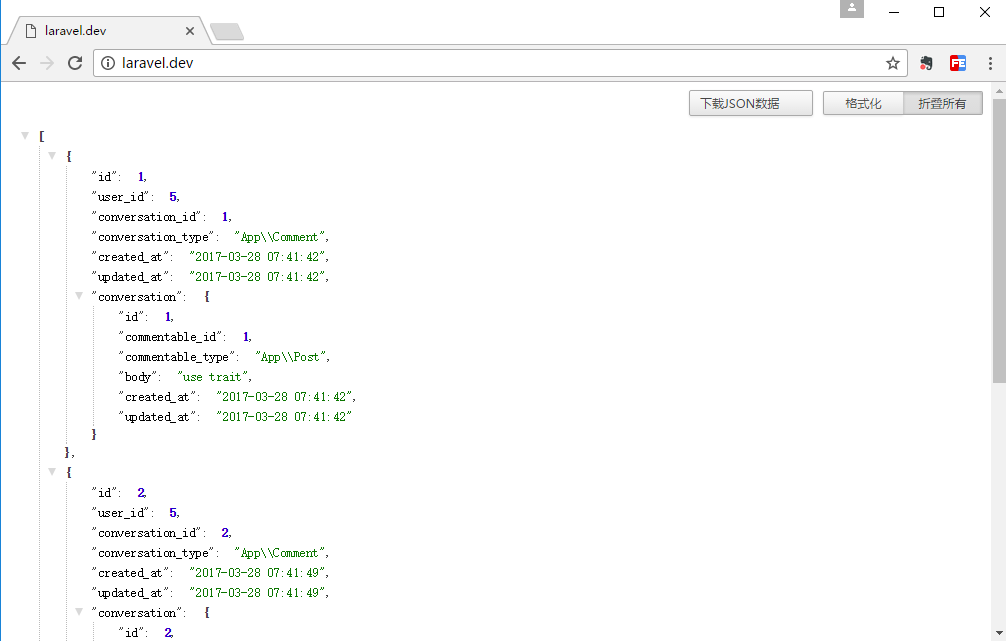 laravel.dev
laravel.dev
下载JSON数据 格式化 折叠所有
[
{
"id": 1,
"user_id": 5,
"conversation_id": 1,
"conversation_type": "App\\Comment",
"created_at": "2017-03-28 07:41:42",
"updated_at": "2017-03-28 07:41:42",
"conversation": {
"id": 1,
"commentable_id": 1,
"commentable_type": "App\\Post",
"body": "use trait",
"created_at": "2017-03-28 07:41:42",
"updated_at": "2017-03-28 07:41:42"
}
},
{
"id": 2,
"user_id": 5,
"conversation_id": 2,
"conversation_type": "App\\Comment",
"created_at": "2017-03-28 07:41:49",
"updated_at": "2017-03-28 07:41:49",
"conversation": {
"id": 2,